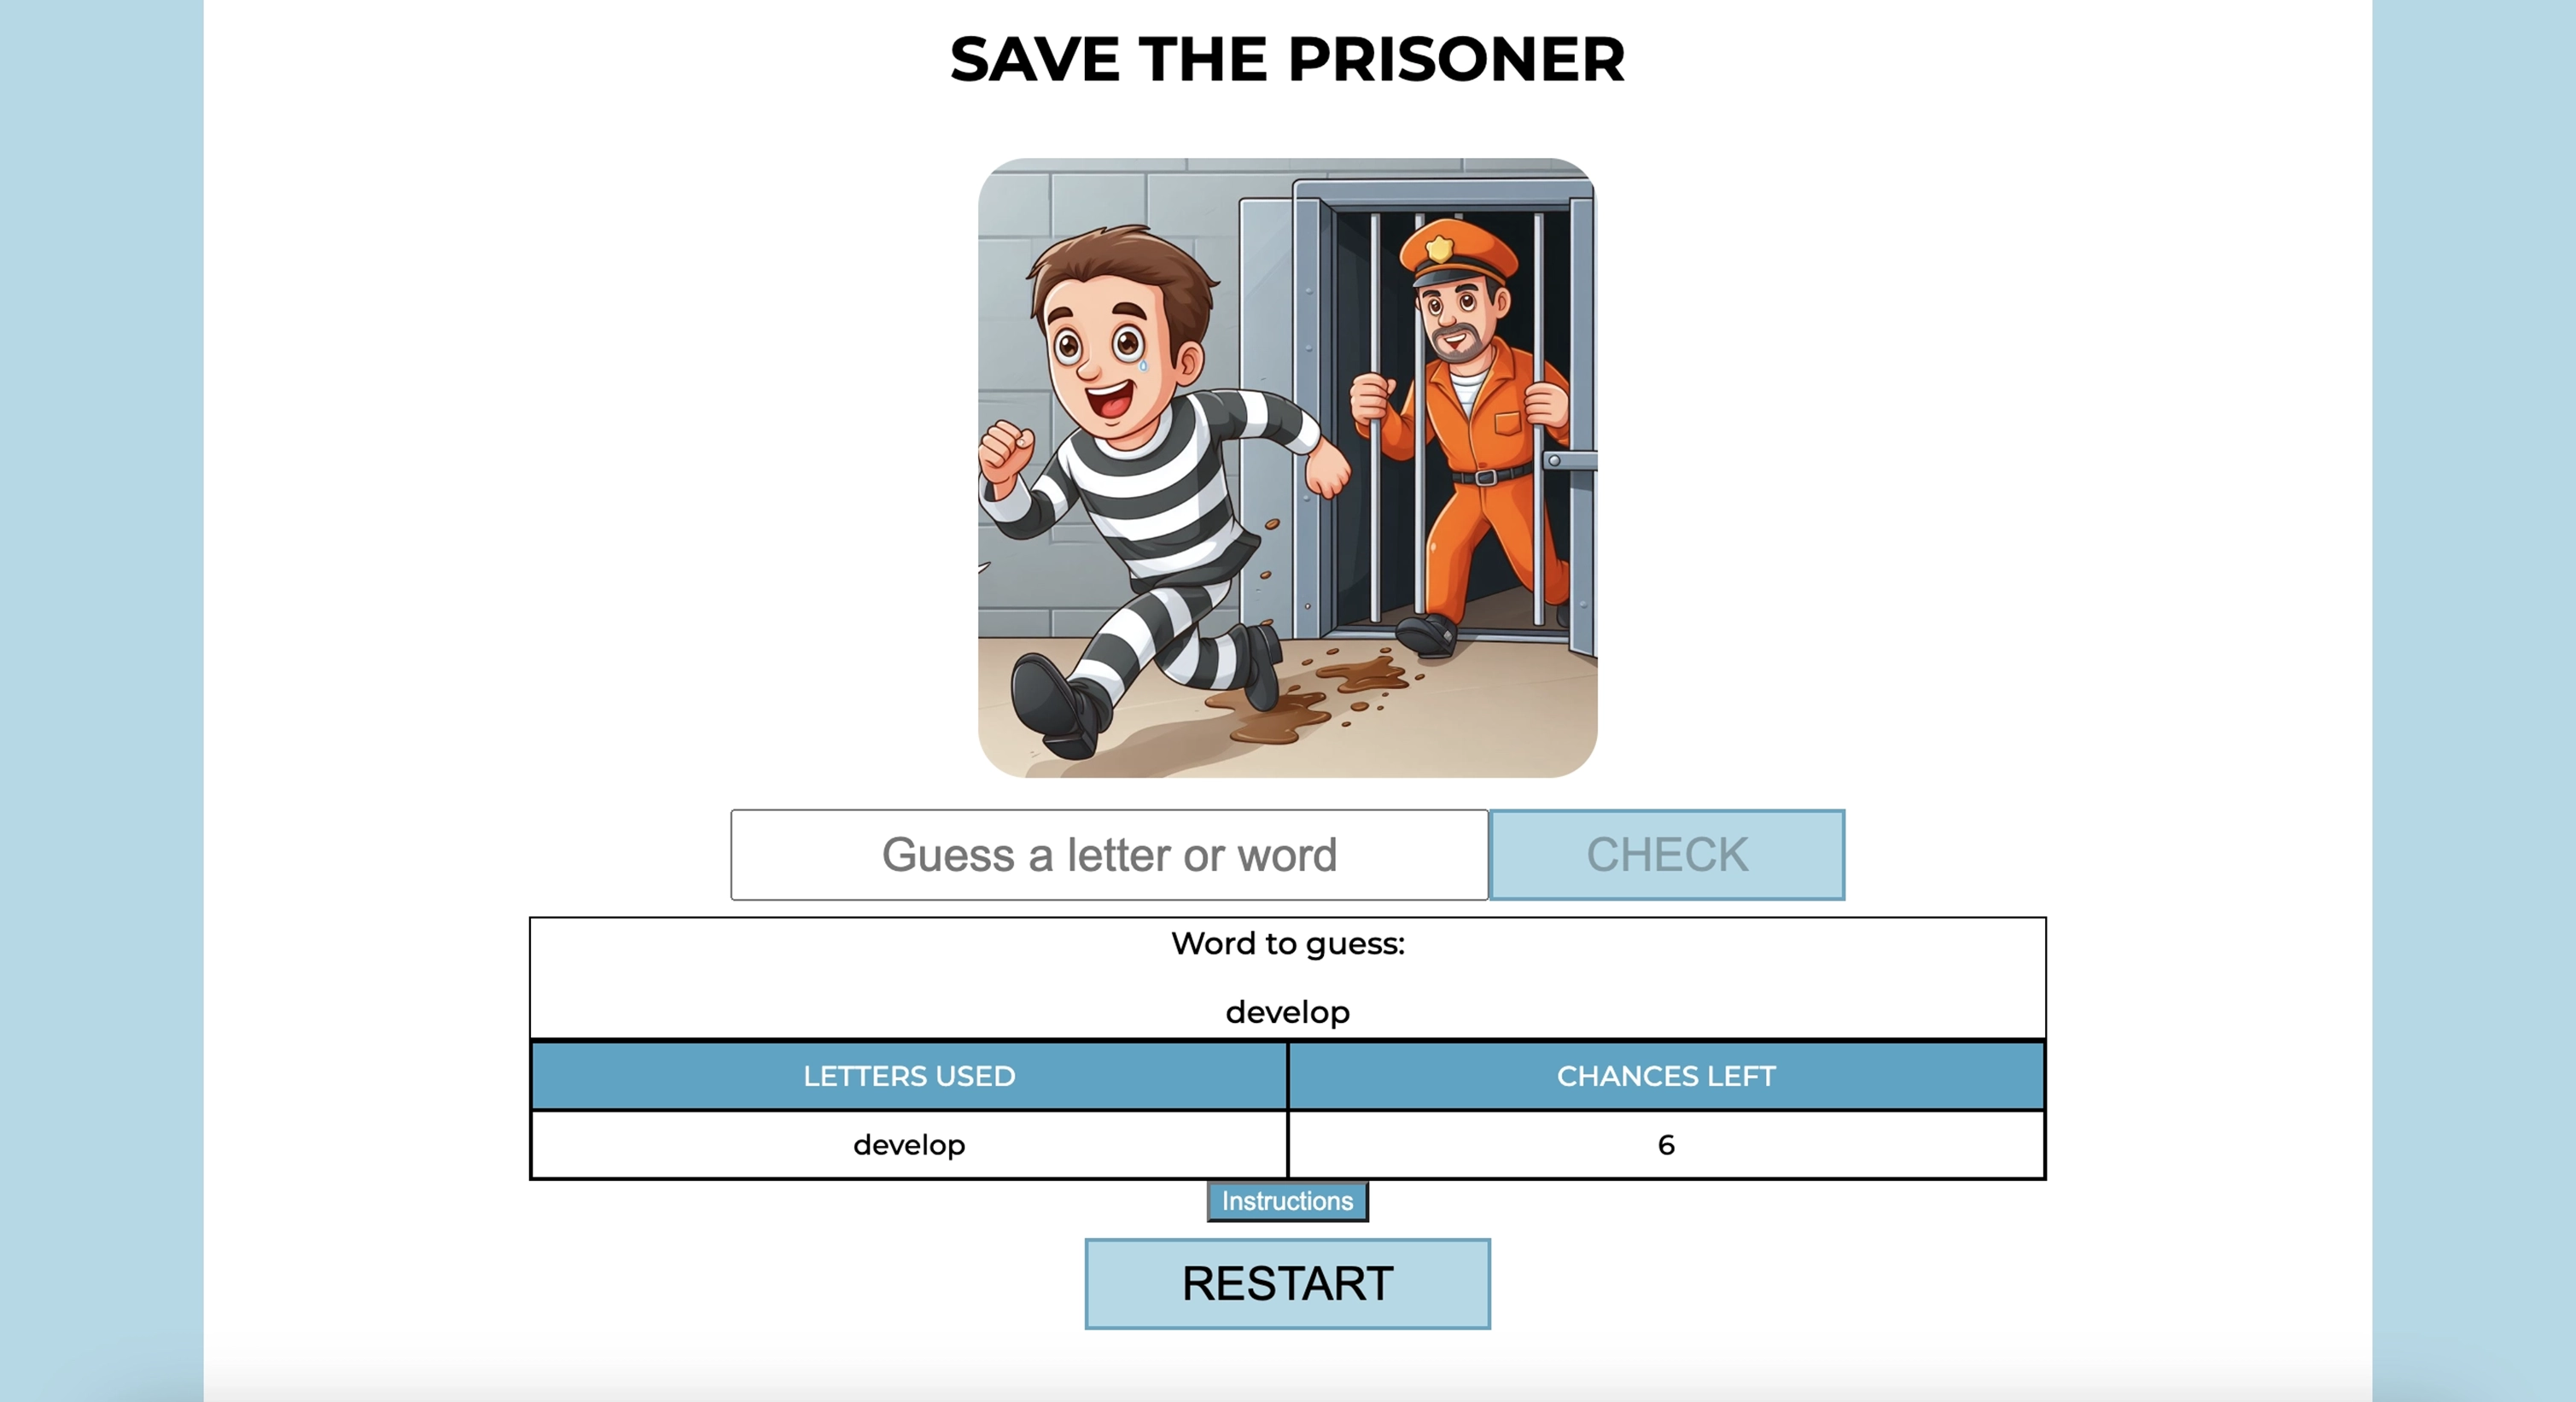 SAVE THE PRISONER
Guess a letter or word
CHECK
Word to guess:
develop
LETTERS USED
CHANCES LEFT
develop
6
Instructions
RESTART